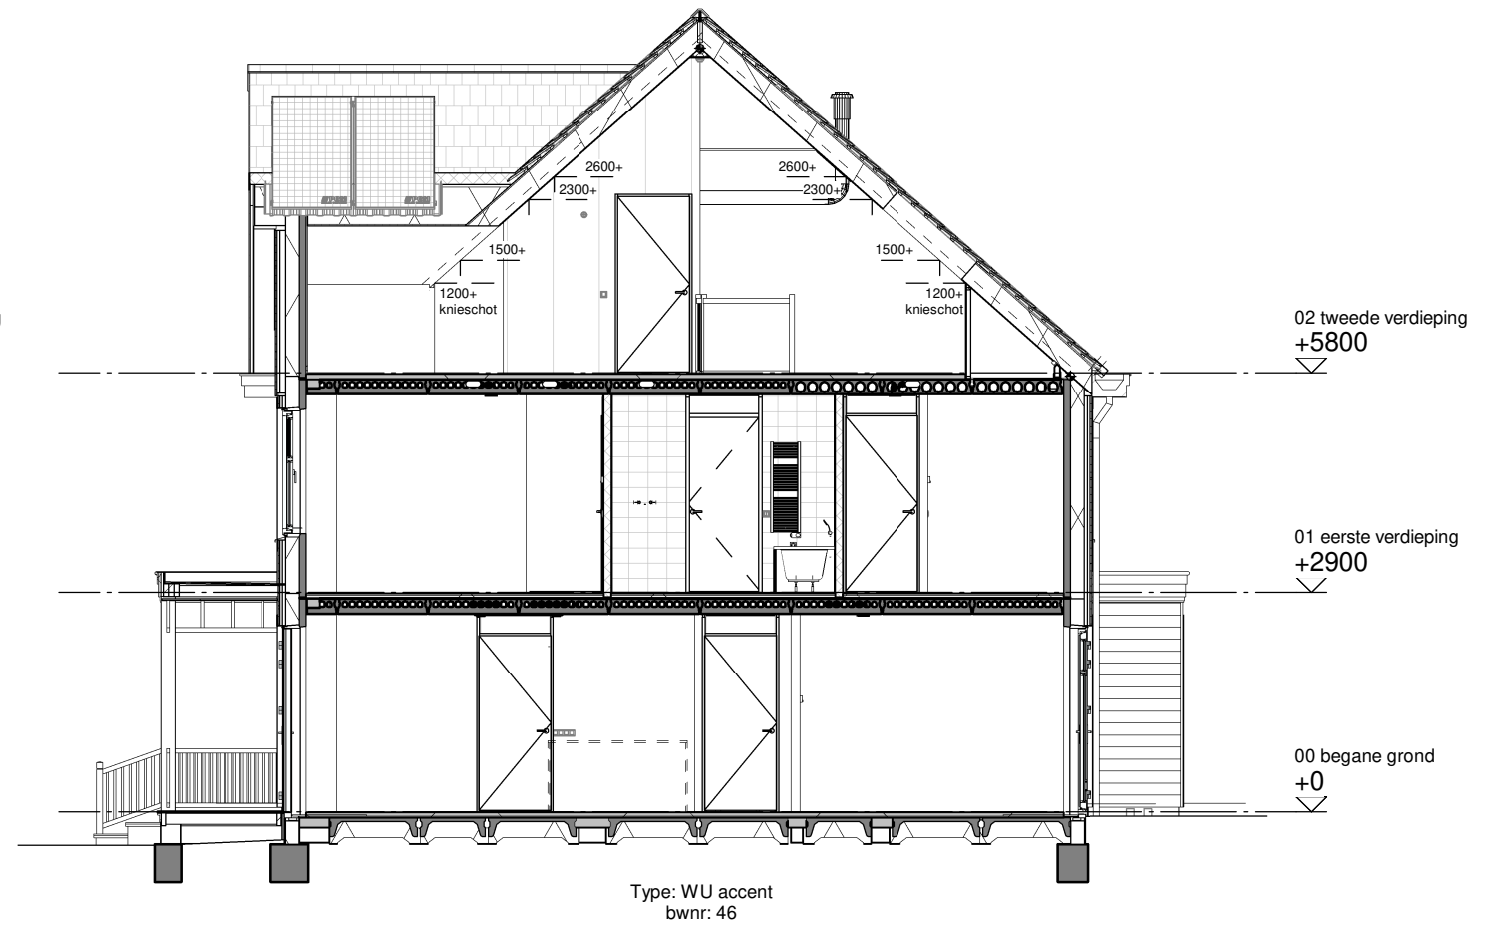 2600+
2600+
2300+
2300+
1500+
1500+
1200+
knieschot
1200+
knieschot
02 tweede verdieping
+5800
01 eerste verdieping
+2900
00 begane grond
+0
Type: WU accent
bwnr: 46